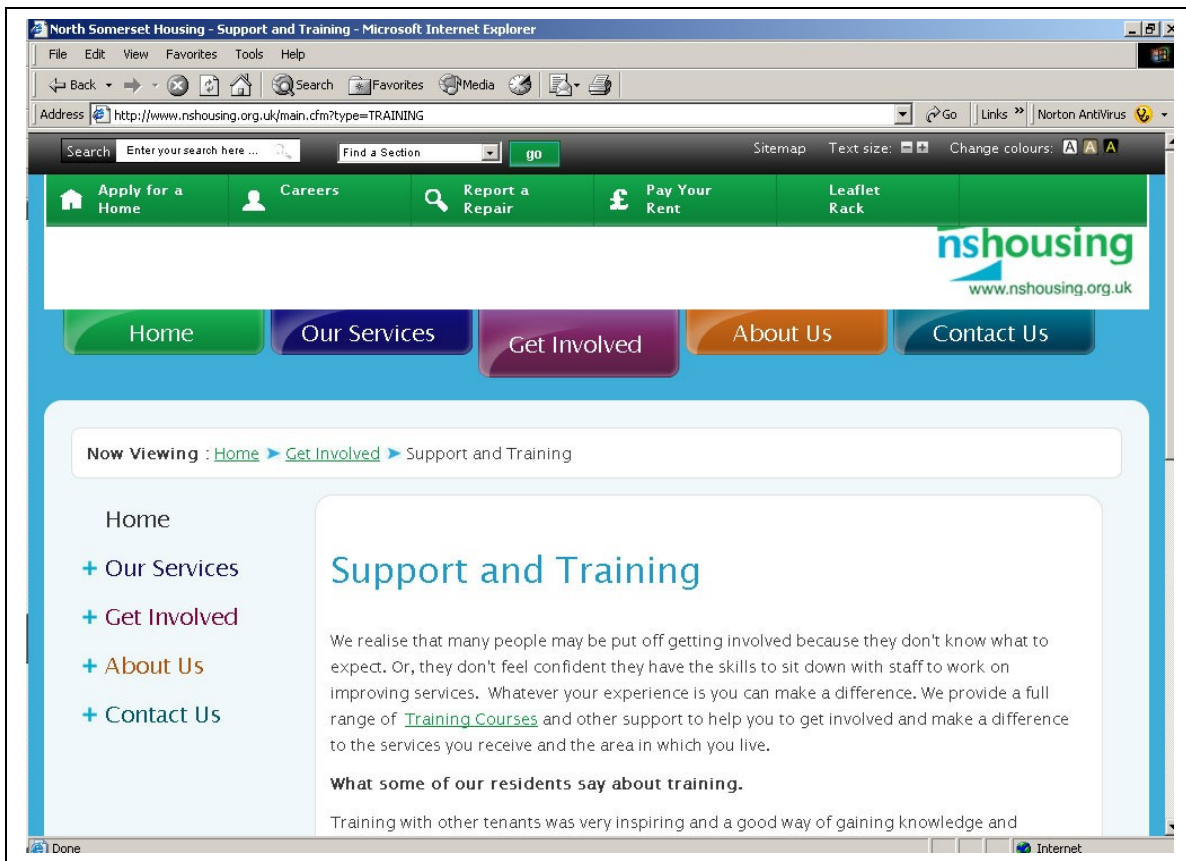 North Somerset Housing - Support and Training - Microsoft Internet Explorer
File Edit View Favorites Tools Help
Back Search Favorites Media
Address http://www.nshousing.org.uk/main.cfm?type=TRAINING Go Links » Norton AntiVirus
Search Enter your search here ... Find a Section go Sitemap Text size: Change colours: A A A
Apply for a Home
Careers
Report a Repair
£ Pay Your Rent
Leaflet Rack
nshousing
www.nshousing.org.uk
Home Our Services Get Involved About Us Contact Us
Now Viewing : Home ➤ Get Involved ➤ Support and Training
Home
+ Our Services
+ Get Involved
+ About Us
+ Contact Us
Support and Training
We realise that many people may be put off getting involved because they don't know what to
expect. Or, they don't feel confident they have the skills to sit down with staff to work on
improving services. Whatever your experience is you can make a difference. We provide a full
range of Training Courses and other support to help you to get involved and make a difference
to the services you receive and the area in which you live.
What some of our residents say about training.
Training with other tenants was very inspiring and a good way of gaining knowledge and
Done Internet